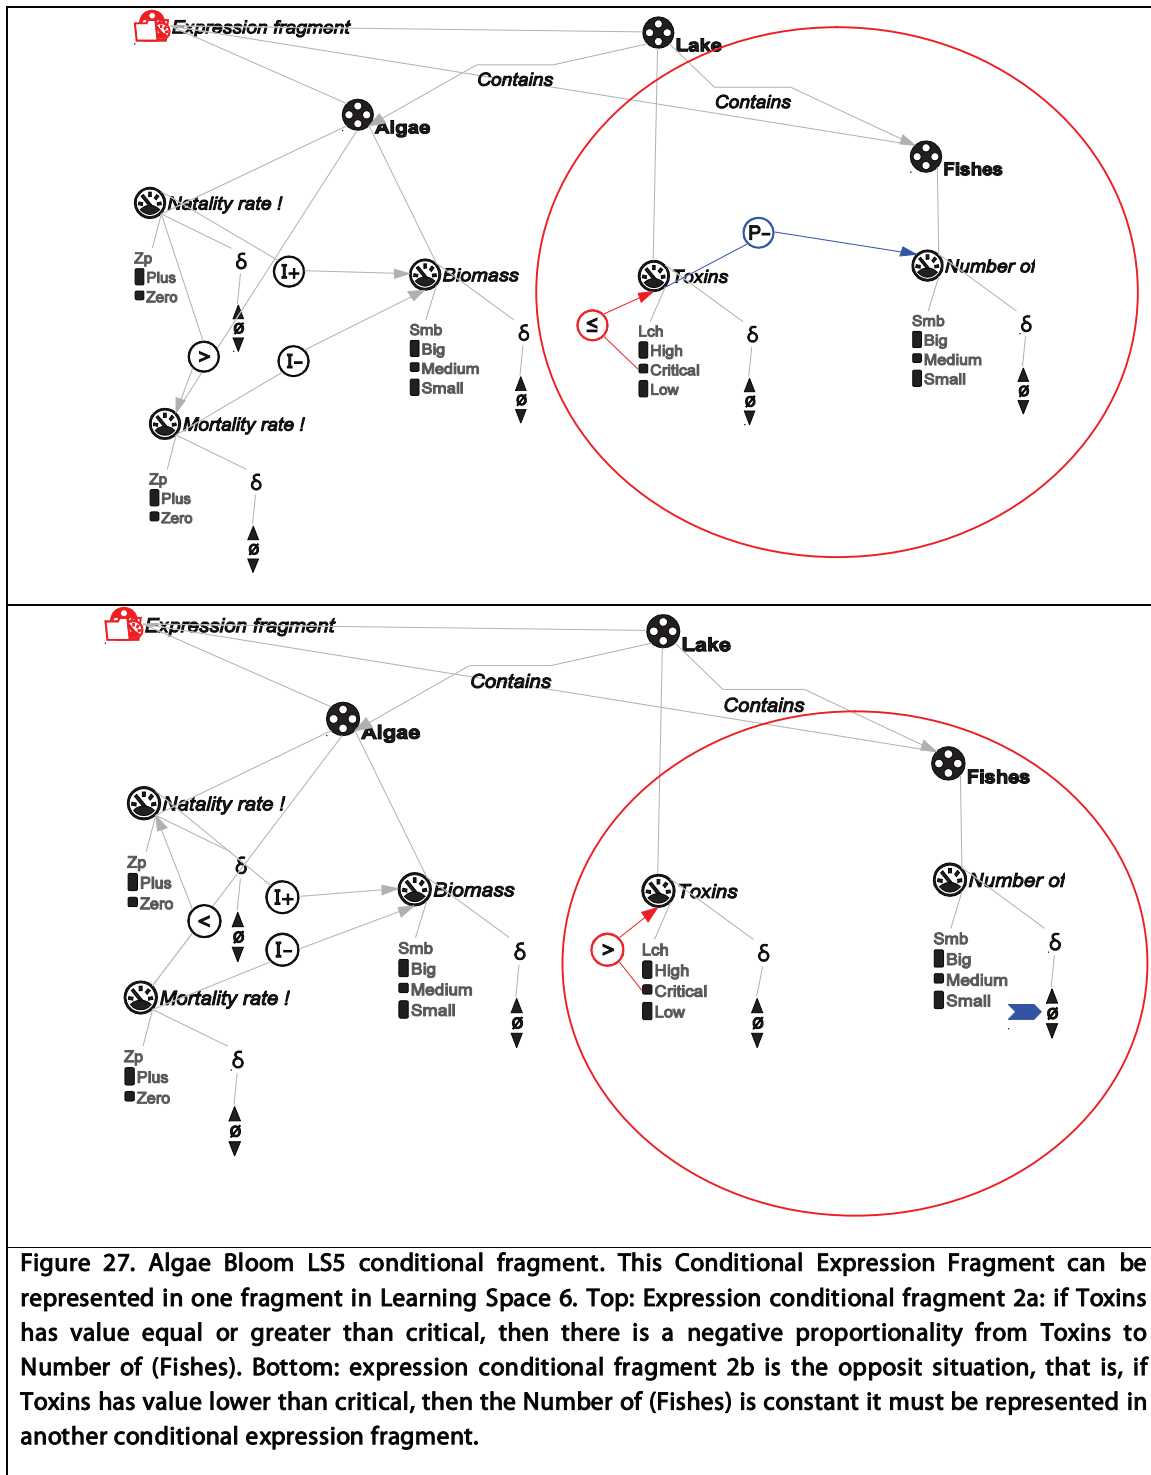 Expression fragment
Lake
Contains
Contains
Algae
Fishes
Natality rate !
P-
Zp
δ
I+
Biomass
Toxins
Number of
Plus
Zero
ø
≤
Smb
δ
Lch
δ
Smb
δ
>
I-
Big
High
Big
Medium
Critical
Medium
Small
Low
Small
ø
ø
ø
Mortality rate !
Zp
δ
Plus
Zero
ø
Expression fragment
Lake
Contains
Contains
Algae
Fishes
Natality rate !
Zp
δ
Plus
I+
Biomass
Toxins
Number of
Zero
<
ø
I-
Smb
δ
>
Lch
δ
Smb
δ
Big
High
Big
Medium
Critical
Medium
Small
Low
Small
ø
ø
ø
Mortality rate !
Zp
δ
Plus
Zero
ø
Figure 27. Algae Bloom LS5 conditional fragment. This Conditional Expression Fragment can be
represented in one fragment in Learning Space 6. Top: Expression conditional fragment 2a: if Toxins
has value equal or greater than critical, then there is a negative proportionality from Toxins to
Number of (Fishes). Bottom: expression conditional fragment 2b is the opposit situation, that is, if
Toxins has value lower than critical, then the Number of (Fishes) is constant it must be represented in
another conditional expression fragment.